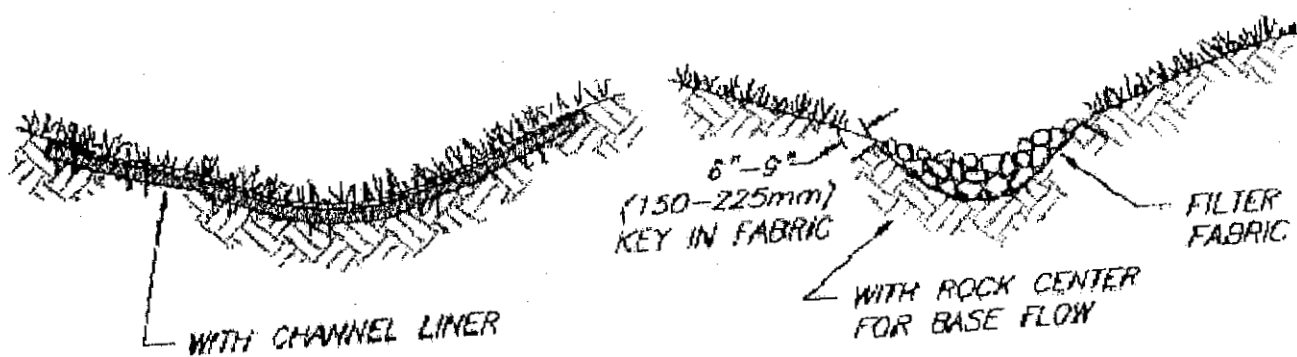 WITH CHANNEL LINER
6"-9"
(150-225mm)
KEY IN FABRIC
WITH ROCK CENTER
FOR BASE FLOW
FILTER
FABRIC